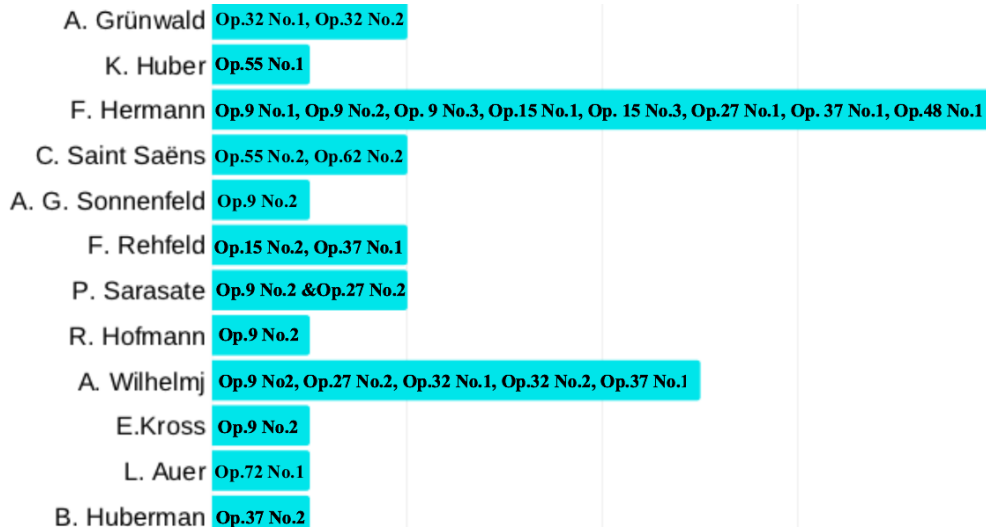 A. Grünwald Op.32 No.1, Op.32 No.2
K. Huber Op.55 No.1
F. Hermann Op.9 No.1, Op.9 No.2, Op. 9 No.3, Op.15 No.1, Op. 15 No.3, Op.27 No.1, Op. 37 No.1, Op.48 No.1
C. Saint Saëns Op.55 No.2, Op.62 No.2
A. G. Sonnenfeld Op.9 No.2
F. Rehfeld Op.15 No.2, Op.37 No.1
P. Sarasate Op.9 No.2 &Op.27 No.2
R. Hofmann Op.9 No.2
A. Wilhelmj Op.9 No2, Op.27 No.2, Op.32 No.1, Op.32 No.2, Op.37 No.1
E.Kross Op.9 No.2
L. Auer Op.72 No.1
B. Huberman Op.37 No.2